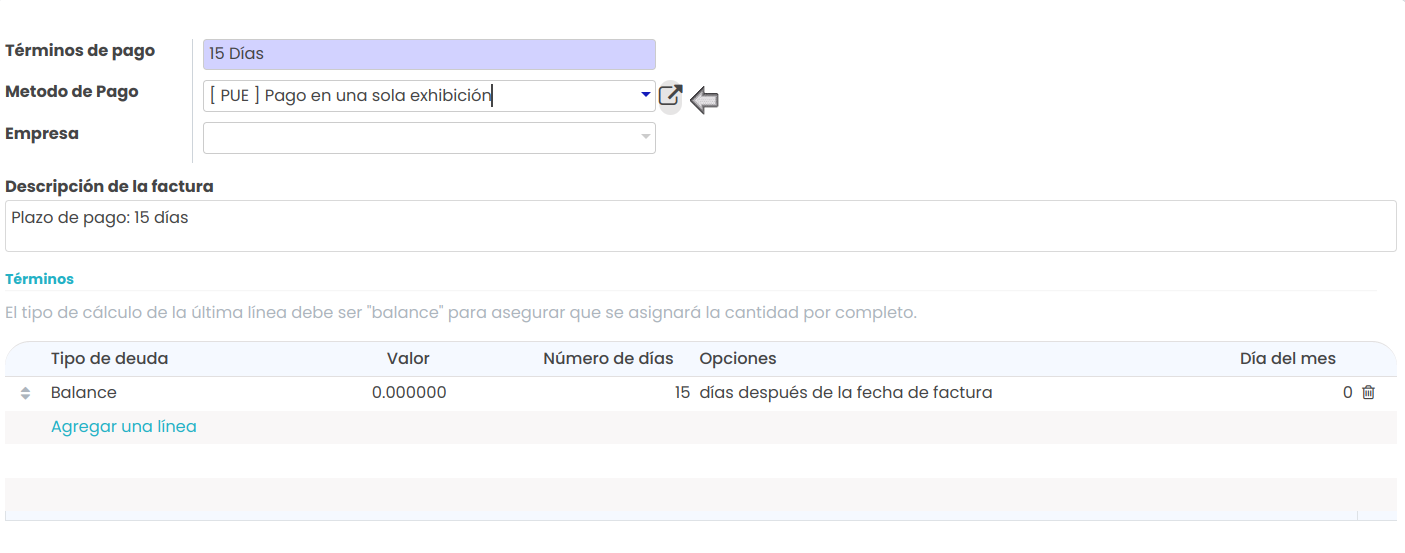 Términos de pago 15 Días
Metodo de Pago [ PUE ] Pago en una sola exhibición
Empresa
Descripción de la factura
Plazo de pago: 15 días
Términos
El tipo de cálculo de la última línea debe ser "balance" para asegurar que se asignará la cantidad por completo.
Tipo de deuda Valor Número de días Opciones Día del mes
Balance 0.000000 15 días después de la fecha de factura 0
Agregar una línea